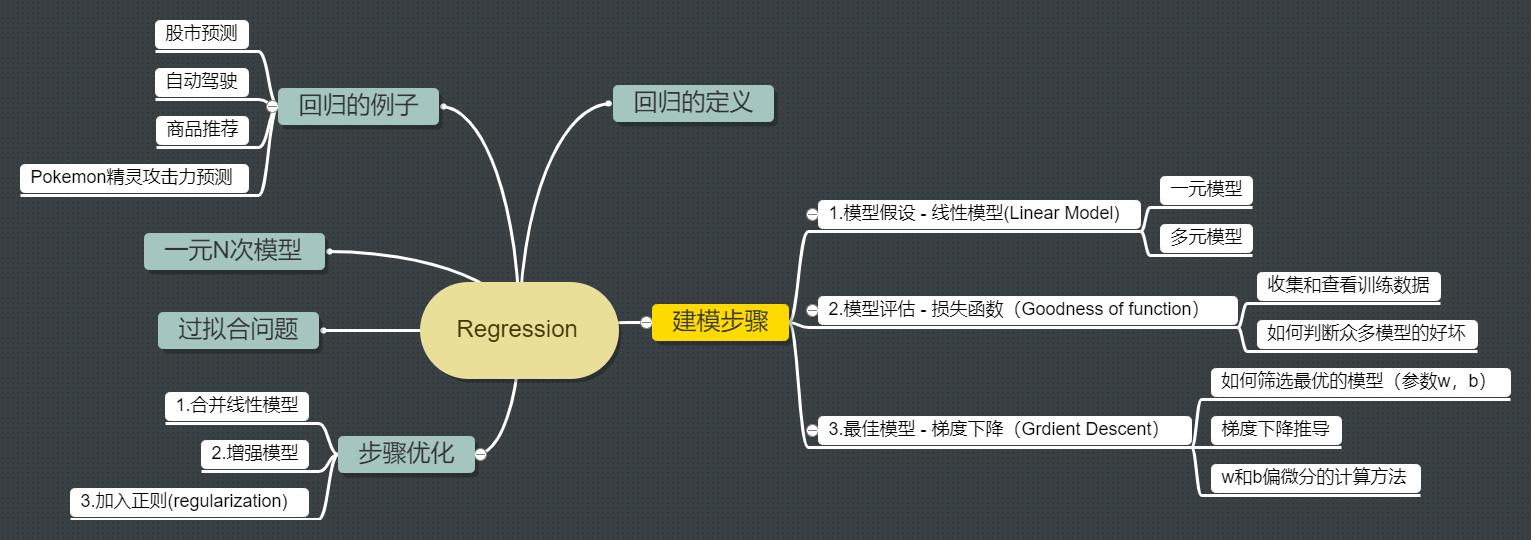 Regression
回归的定义
建模步骤
1.模型假设 - 线性模型(Linear Model)
一元模型
多元模型
2.模型评估 - 损失函数（Goodness of function）
收集和查看训练数据
如何判断众多模型的好坏
3.最佳模型 - 梯度下降（Grdient Descent）
如何筛选最优的模型（参数w，b）
梯度下降推导
w和b偏微分的计算方法
回归的例子
股市预测
自动驾驶
商品推荐
Pokemon精灵攻击力预测
一元N次模型
过拟合问题
步骤优化
1.合并线性模型
2.增强模型
3.加入正则(regularization)